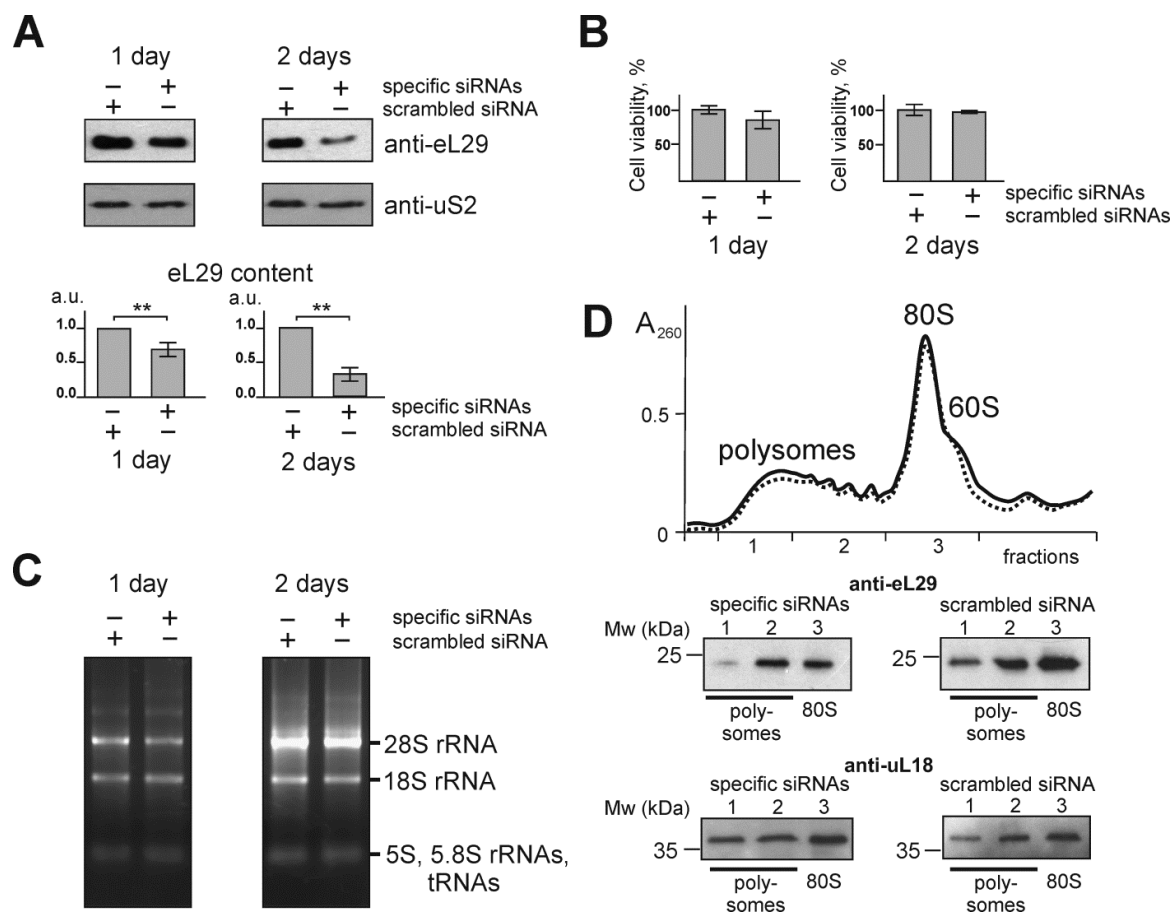 A
1 day
2 days
− + − + specific siRNAs
+ − + − scrambled siRNA
anti-eL29
anti-uS2
eL29 content
a.u.
a.u.
**
**
1.0
0.5
0.0
1.0
0.5
0.0
− + − + specific siRNAs
+ − + − scrambled siRNA
1 day
2 days
B
Cell viability, %
100
50
Cell viability, %
100
50
− + − + specific siRNAs
+ − + − scrambled siRNAs
1 day
2 days
C
1 day
2 days
− + − + specific siRNAs
+ − + − scrambled siRNA
28S rRNA
18S rRNA
5S, 5.8S rRNAs,
tRNAs
D
A260
80S
60S
0.5
polysomes
0
1 2 3 fractions
anti-eL29
specific siRNAs
scrambled siRNA
Mw (kDa) 1 2 3
1 2 3
25
25
poly-
somes
80S
poly-
somes
80S
anti-uL18
specific siRNAs
scrambled siRNA
Mw (kDa) 1 2 3
1 2 3
35
35
poly-
somes
80S
poly-
somes
80S